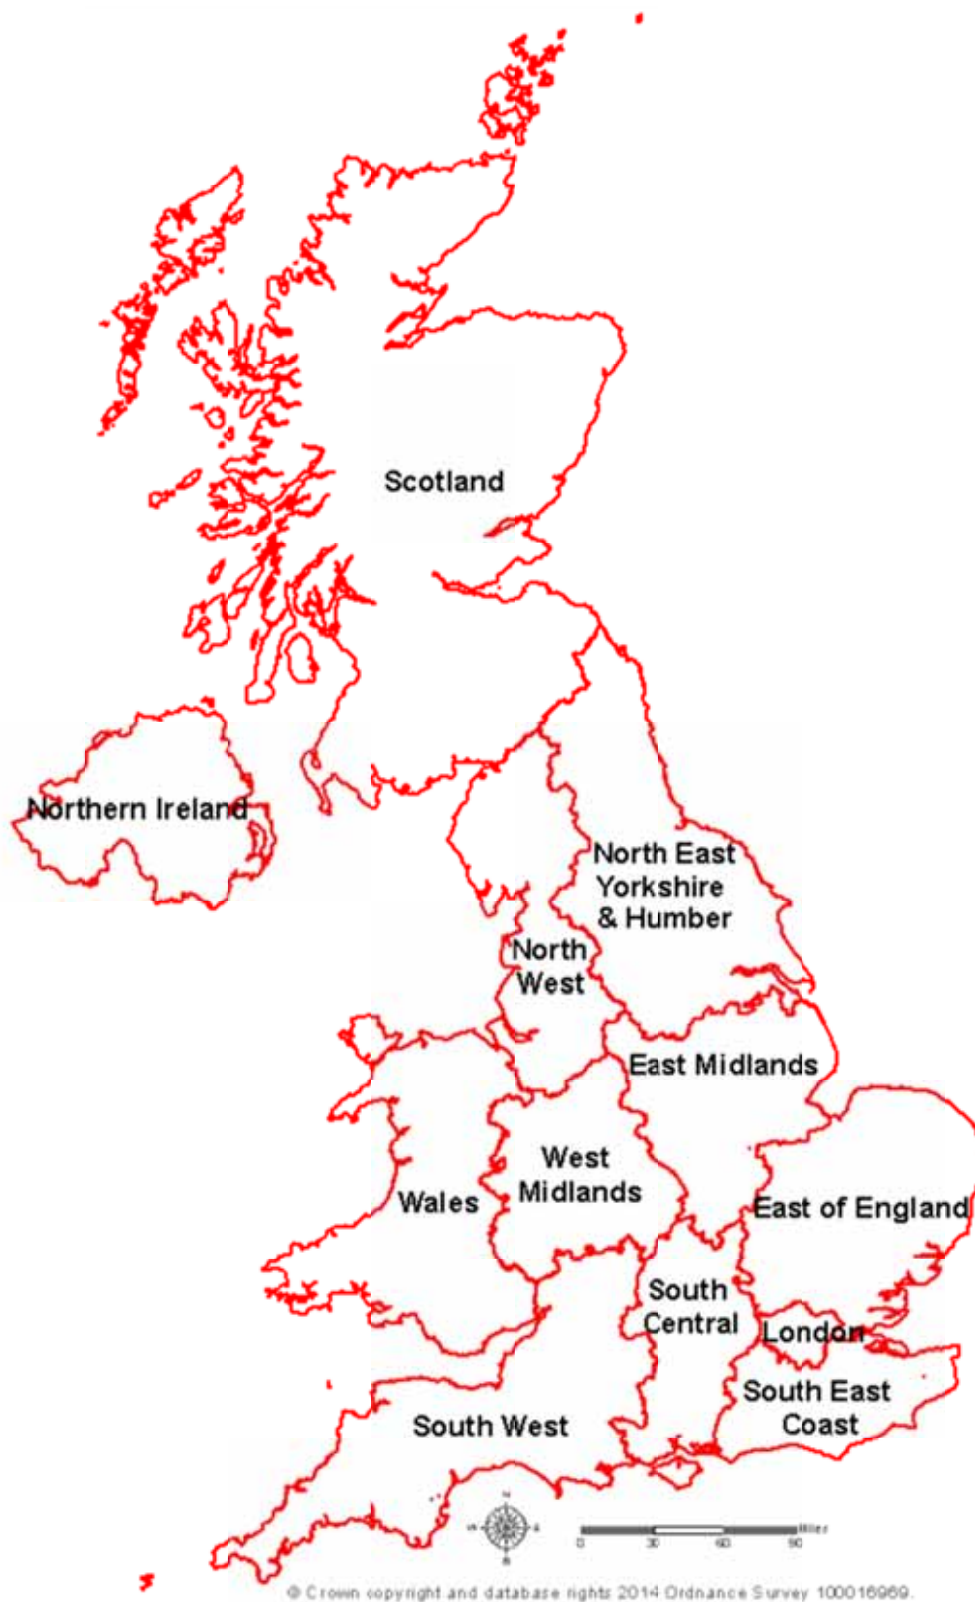 Scotland
Northern Ireland
North East
Yorkshire
& Humber
North
West
East Midlands
West
Midlands
Wales
East of England
South
Central
London
South East
Coast
South West
N
S
Miles
0 30 60 90
© Crown copyright and database rights 2014 Ordnance Survey 100016969.